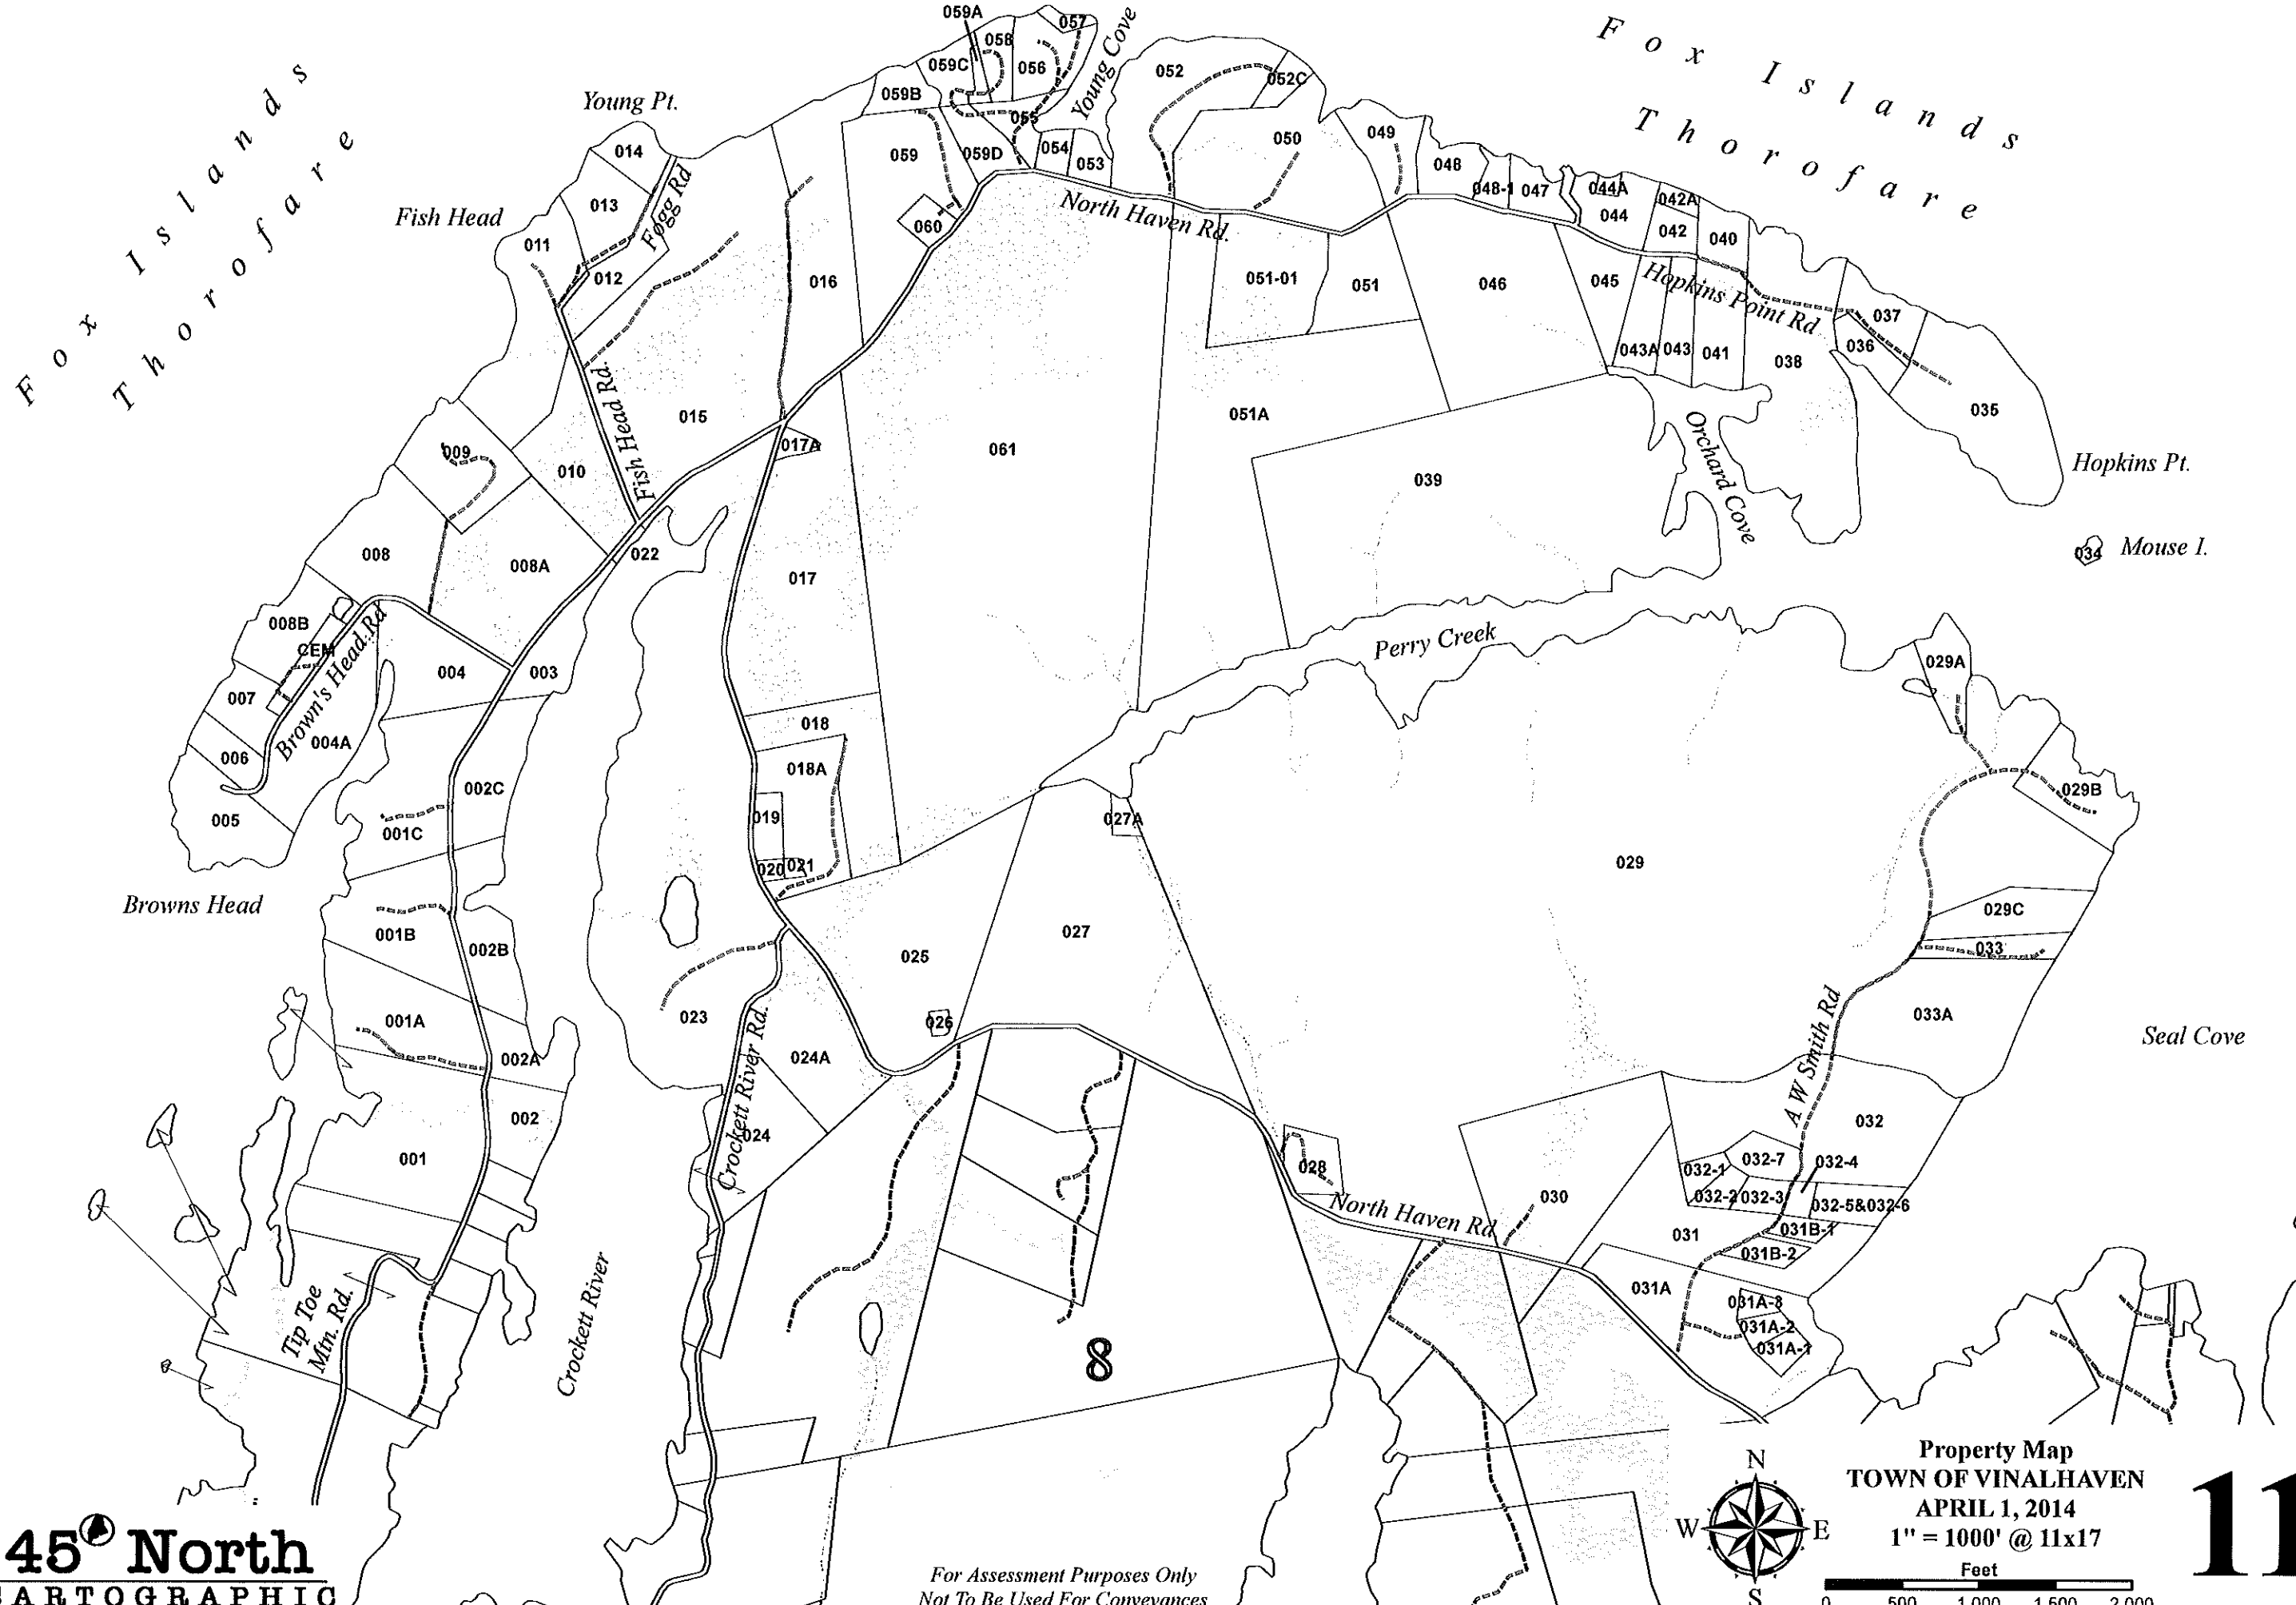 059A
058
057
059C
056
059B
055
Young Cove
052
052C
Fox Islands
Thorofare
Fox Islands
Thorofare
Young Pt.
014
Fish Head
013
Fogg Rd
011
012
059
059D
054
053
050
049
048
048-1
047
044A
044
042A
042
040
060
North Haven Rd.
016
051-01
051
046
045
Hopkins Point Rd
043A
043
041
038
037
036
035
Hopkins Pt.
034
Mouse I.
015
Fish Head Rd.
017A
061
051A
039
Orchard Cove
009
010
008
008A
022
017
008B
CEM
Brown's Head Rd
004
003
Perry Creek
029A
007
006
004A
018
018A
002C
029B
005
001C
019
027A
020
021
029
Browns Head
001B
002B
025
027
029C
033
033A
Seal Cove
001A
002A
023
026
024A
Crockett River Rd.
A W Smith Rd
002
001
024
028
030
032
032-1
032-7
032-4
032-2
032-3
032-5&032-6
031
031B-1
031B-2
North Haven Rd
031A
031A-3
031A-2
031A-1
Tip Toe
Mtn. Rd.
Crockett River
8
45 North
CARTOGRAPHIC
For Assessment Purposes Only
Not To Be Used For Conveyances
N
W E
S
Property Map
TOWN OF VINALHAVEN
APRIL 1, 2014
1" = 1000' @ 11x17
Feet
0 500 1,000 1,500 2,000
11